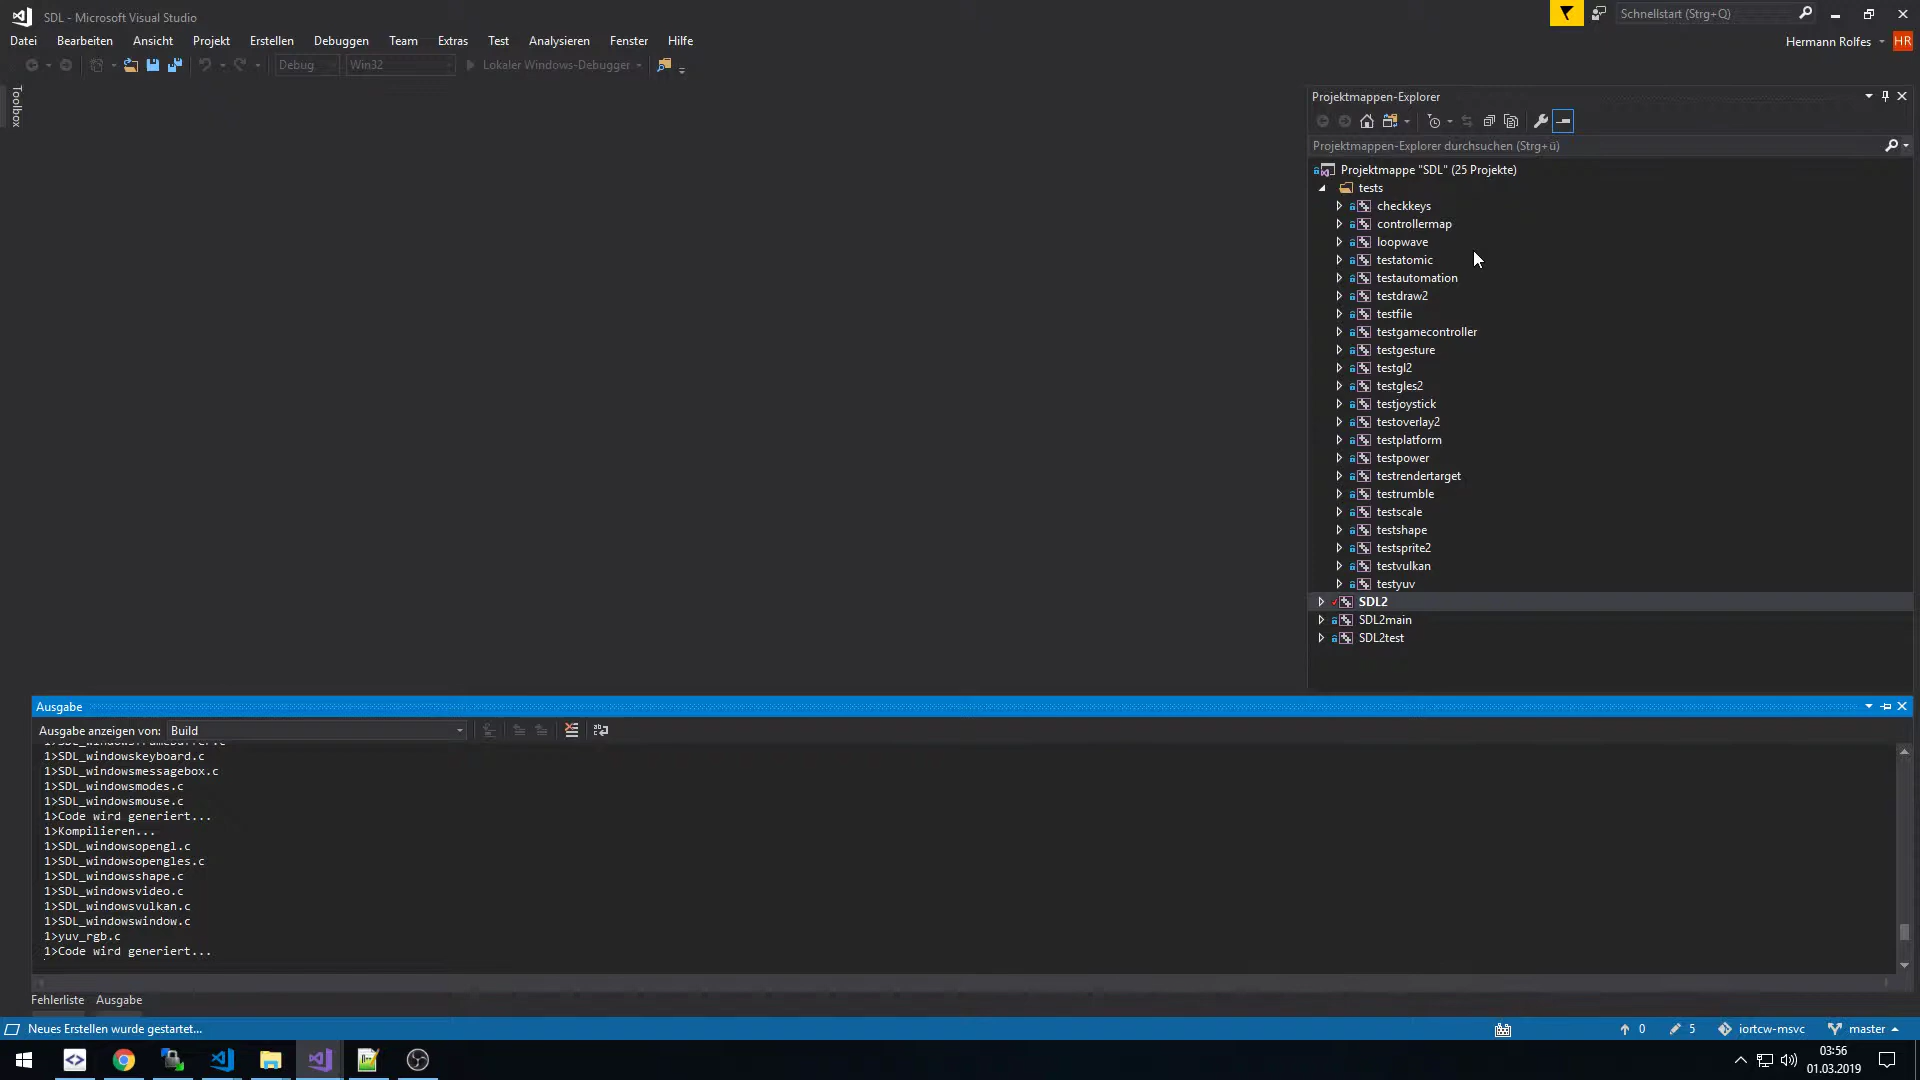 SDL - Microsoft Visual Studio
Schnellstart (Strg+Q)
Datei Bearbeiten Ansicht Projekt Erstellen Debuggen Team Extras Test Analysieren Fenster Hilfe
Hermann Rolfes HR
Debug Win32 Lokaler Windows-Debugger
Toolbox
Projektmappen-Explorer
Projektmappen-Explorer durchsuchen (Strg+ü)
Projektmappe "SDL" (25 Projekte)
tests
checkkeys
controllermap
loopwave
testatomic
testautomation
testdraw2
testfile
testgamecontroller
testgesture
testgl2
testgles2
testjoystick
testoverlay2
testplatform
testpower
testrendertarget
testrumble
testscale
testshape
testsprite2
testvulkan
testyuv
SDL2
SDL2main
SDL2test
Ausgabe
Ausgabe anzeigen von: Build
1>SDL_windowsframebuffer.c
1>SDL_windowskeyboard.c
1>SDL_windowsmessagebox.c
1>SDL_windowsmodes.c
1>SDL_windowsmouse.c
1>Code wird generiert...
1>Kompilieren...
1>SDL_windowsopengl.c
1>SDL_windowsopengles.c
1>SDL_windowsshape.c
1>SDL_windowsvideo.c
1>SDL_windowsvulkan.c
1>SDL_windowswindow.c
1>yuv_rgb.c
1>Code wird generiert...
Fehlerliste Ausgabe
Neues Erstellen wurde gestartet...
0 5 iortcw-msvc master
03:56
01.03.2019